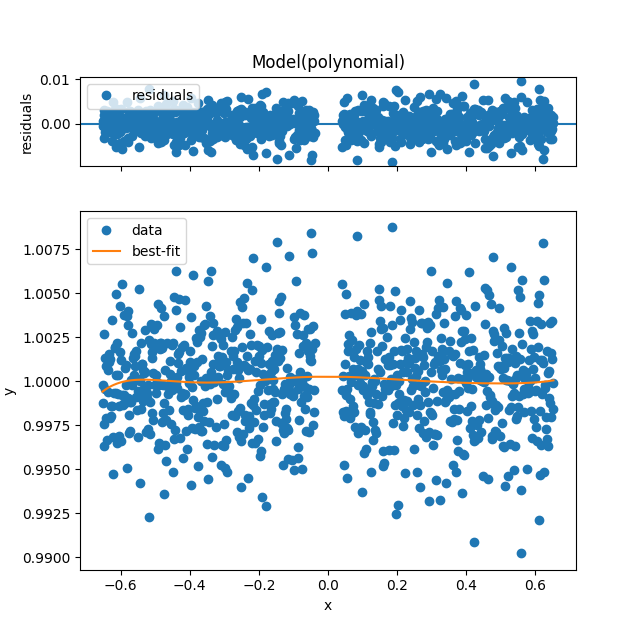 Model(polynomial)
residuals
0.01
0.00
residuals
data
best-fit
1.0075
1.0050
1.0025
1.0000
0.9975
0.9950
0.9925
0.9900
y
−0.6 −0.4 −0.2 0.0 0.2 0.4 0.6
x